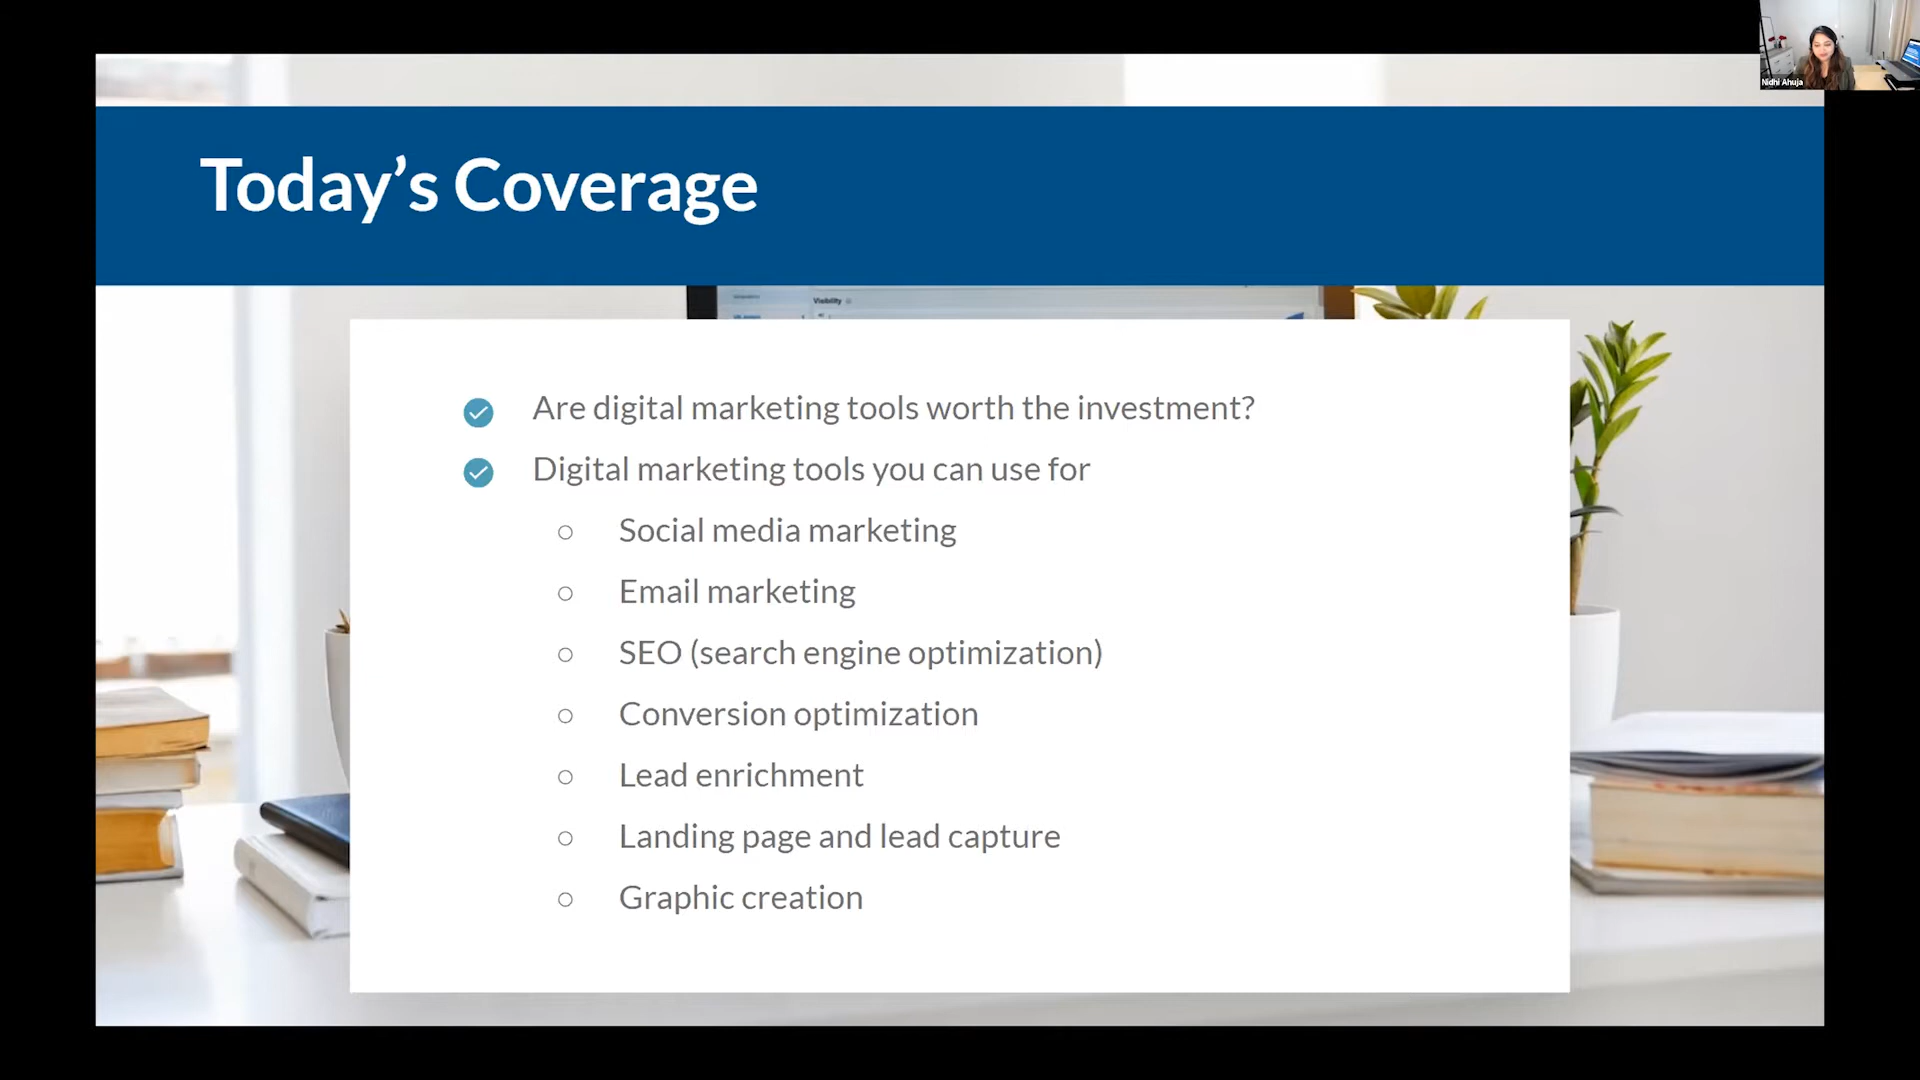 Nidhi Ahuja
Today's Coverage
Visibility
Are digital marketing tools worth the investment?
Digital marketing tools you can use for
Social media marketing
Email marketing
SEO (search engine optimization)
Conversion optimization
Lead enrichment
Landing page and lead capture
Graphic creation